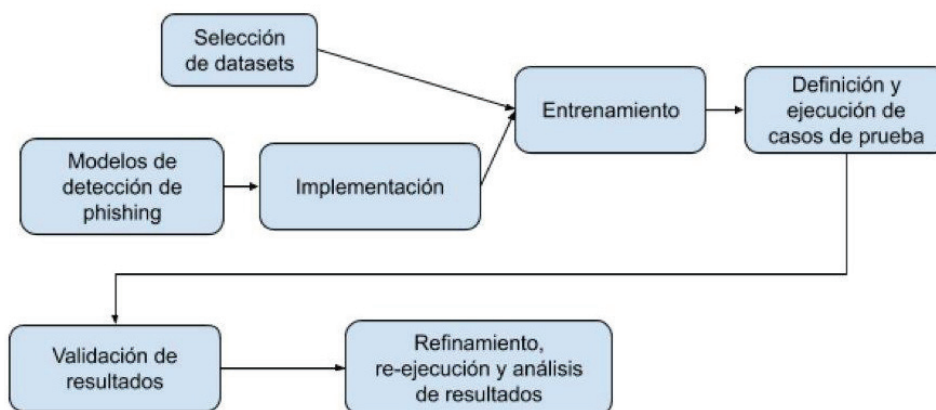 Selección
de datasets
Entrenamiento
Definición y
ejecución de
casos de prueba
Modelos de
detección de
phishing
Implementación
Validación de
resultados
Refinamiento,
re-ejecución y análisis
de resultados